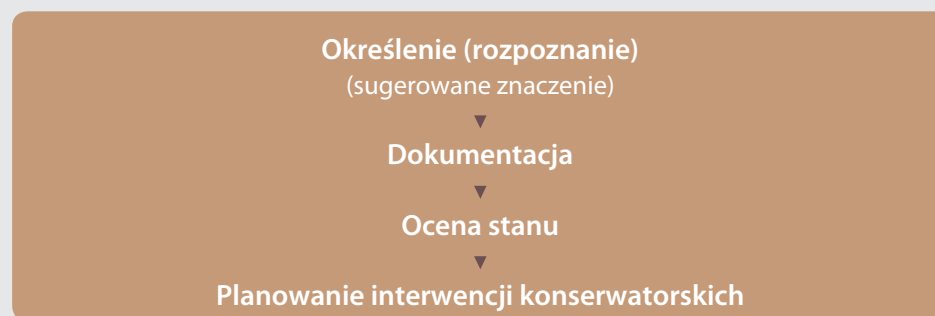 Określenie (rozpoznanie)
(sugerowane znaczenie)
Dokumentacja
Ocena stanu
Planowanie interwencji konserwatorskich